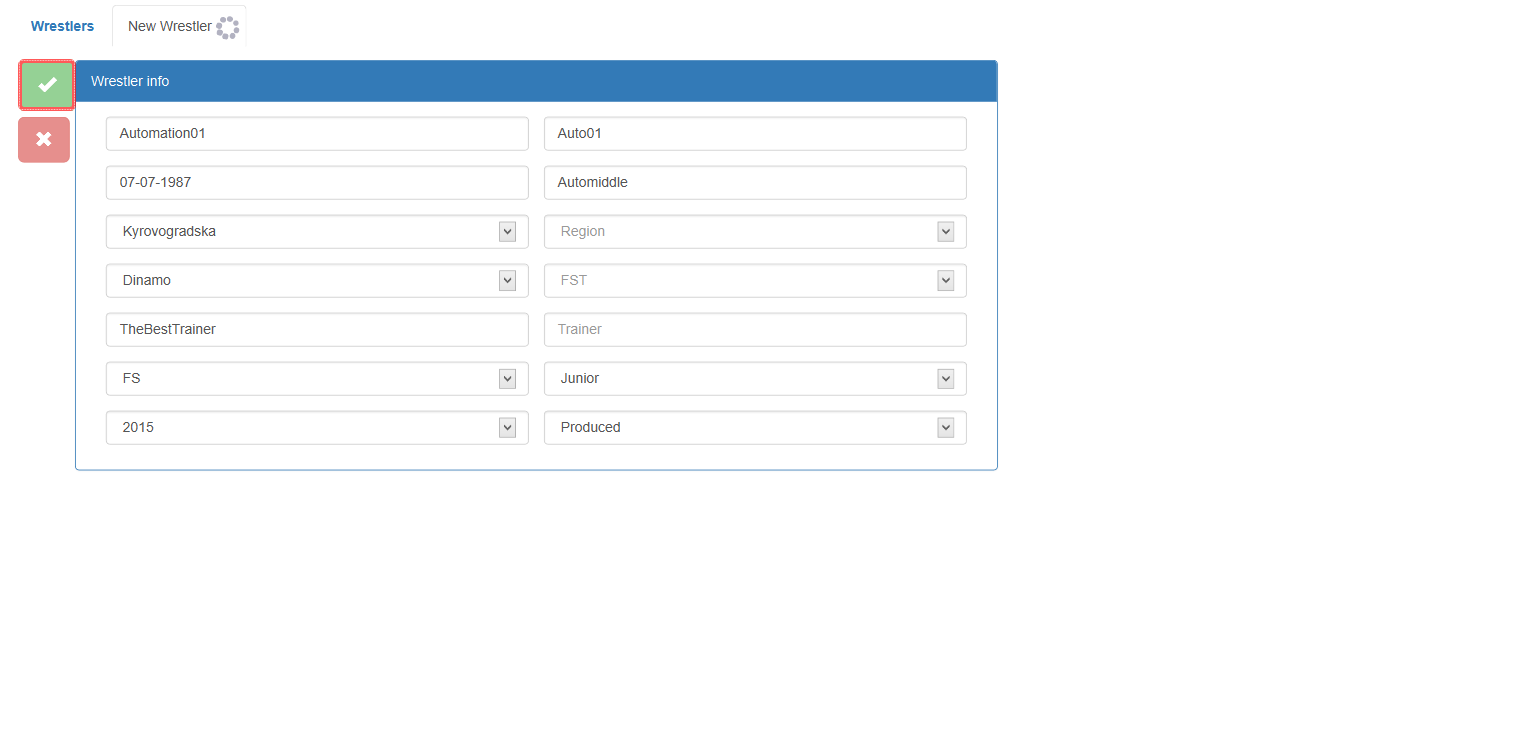 Wrestlers New Wrestler
Wrestler info
Automation01 Auto01
07-07-1987 Automiddle
Kyrovogradska Region
Dinamo FST
TheBestTrainer Trainer
FS Junior
2015 Produced